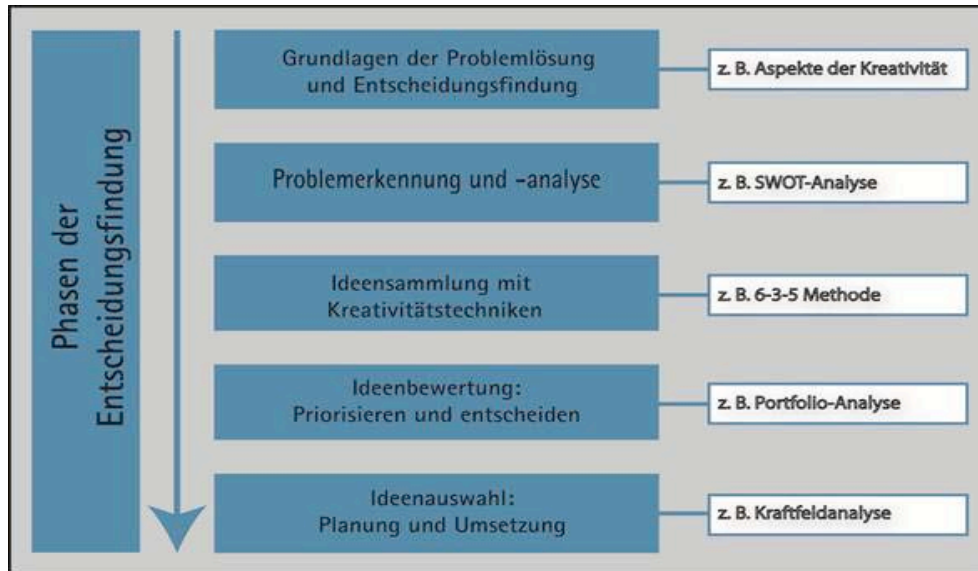 Phasen der
Entscheidungsfindung
Grundlagen der Problemlösung
und Entscheidungsfindung
z. B. Aspekte der Kreativität
Problemerkennung und -analyse
z. B. SWOT-Analyse
Ideensammlung mit
Kreativitätstechniken
z. B. 6-3-5 Methode
Ideenbewertung:
Priorisieren und entscheiden
z. B. Portfolio-Analyse
Ideenauswahl:
Planung und Umsetzung
z. B. Kraftfeldanalyse